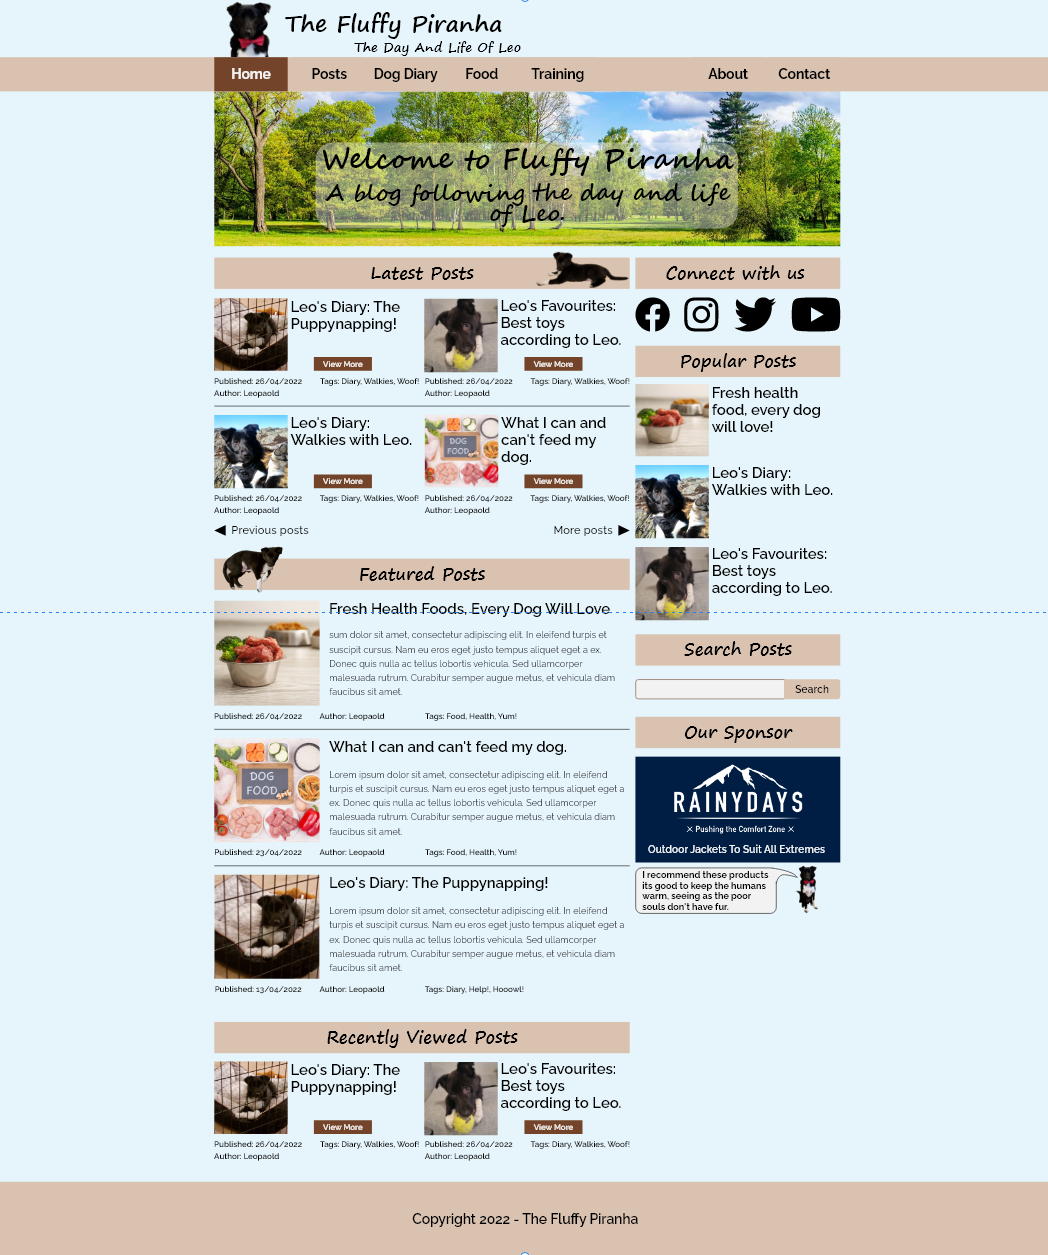 The Fluffy Piranha
The Day And Life Of Leo
Home Posts Dog Diary Food Training About Contact
Welcome to Fluffy Piranha
A blog following the day and life
of Leo.
Latest Posts
Leo's Diary: The
Puppynapping!
View More
Published: 26/04/2022 Tags: Diary, Walkies, Woof!
Author: Leopaold
Leo's Favourites:
Best toys
according to Leo.
View More
Published: 26/04/2022 Tags: Diary, Walkies, Woof!
Author: Leopaold
Leo's Diary:
Walkies with Leo.
View More
Published: 26/04/2022 Tags: Diary, Walkies, Woof!
Author: Leopaold
DOG
FOOD
What I can and
can't feed my
dog.
View More
Published: 26/04/2022 Tags: Diary, Walkies, Woof!
Author: Leopaold
Previous posts More posts
Featured Posts
Fresh Health Foods, Every Dog Will Love
sum dolor sit amet, consectetur adipiscing elit. In eleifend turpis et
suscipit cursus. Nam eu eros eget justo tempus aliquet eget a ex.
Donec quis nulla ac tellus lobortis vehicula. Sed ullamcorper
malesuada rutrum. Curabitur semper augue metus, et vehicula diam
faucibus sit amet.
Published: 26/04/2022 Author: Leopaold Tags: Food, Health, Yum!
DOG
FOOD
What I can and can't feed my dog.
Lorem ipsum dolor sit amet, consectetur adipiscing elit. In eleifend
turpis et suscipit cursus. Nam eu eros eget justo tempus aliquet eget a
ex. Donec quis nulla ac tellus lobortis vehicula. Sed ullamcorper
malesuada rutrum. Curabitur semper augue metus, et vehicula diam
faucibus sit amet.
Published: 23/04/2022 Author: Leopaold Tags: Food, Health, Yum!
Leo's Diary: The Puppynapping!
Lorem ipsum dolor sit amet, consectetur adipiscing elit. In eleifend
turpis et suscipit cursus. Nam eu eros eget justo tempus aliquet eget a
ex. Donec quis nulla ac tellus lobortis vehicula. Sed ullamcorper
malesuada rutrum. Curabitur semper augue metus, et vehicula diam
faucibus sit amet.
Published: 13/04/2022 Author: Leopaold Tags: Diary, Help!, Hooowl!
Recently Viewed Posts
Leo's Diary: The
Puppynapping!
View More
Published: 26/04/2022 Tags: Diary, Walkies, Woof!
Author: Leopaold
Leo's Favourites:
Best toys
according to Leo.
View More
Published: 26/04/2022 Tags: Diary, Walkies, Woof!
Author: Leopaold
Connect with us
Popular Posts
Fresh health
food, every dog
will love!
Leo's Diary:
Walkies with Leo.
Leo's Favourites:
Best toys
according to Leo.
Search Posts
Search
Our Sponsor
RAINYDAYS
× Pushing the Comfort Zone ×
Outdoor Jackets To Suit All Extremes
I recommend these products
its good to keep the humans
warm, seeing as the poor
souls don't have fur.
Copyright 2022 - The Fluffy Piranha